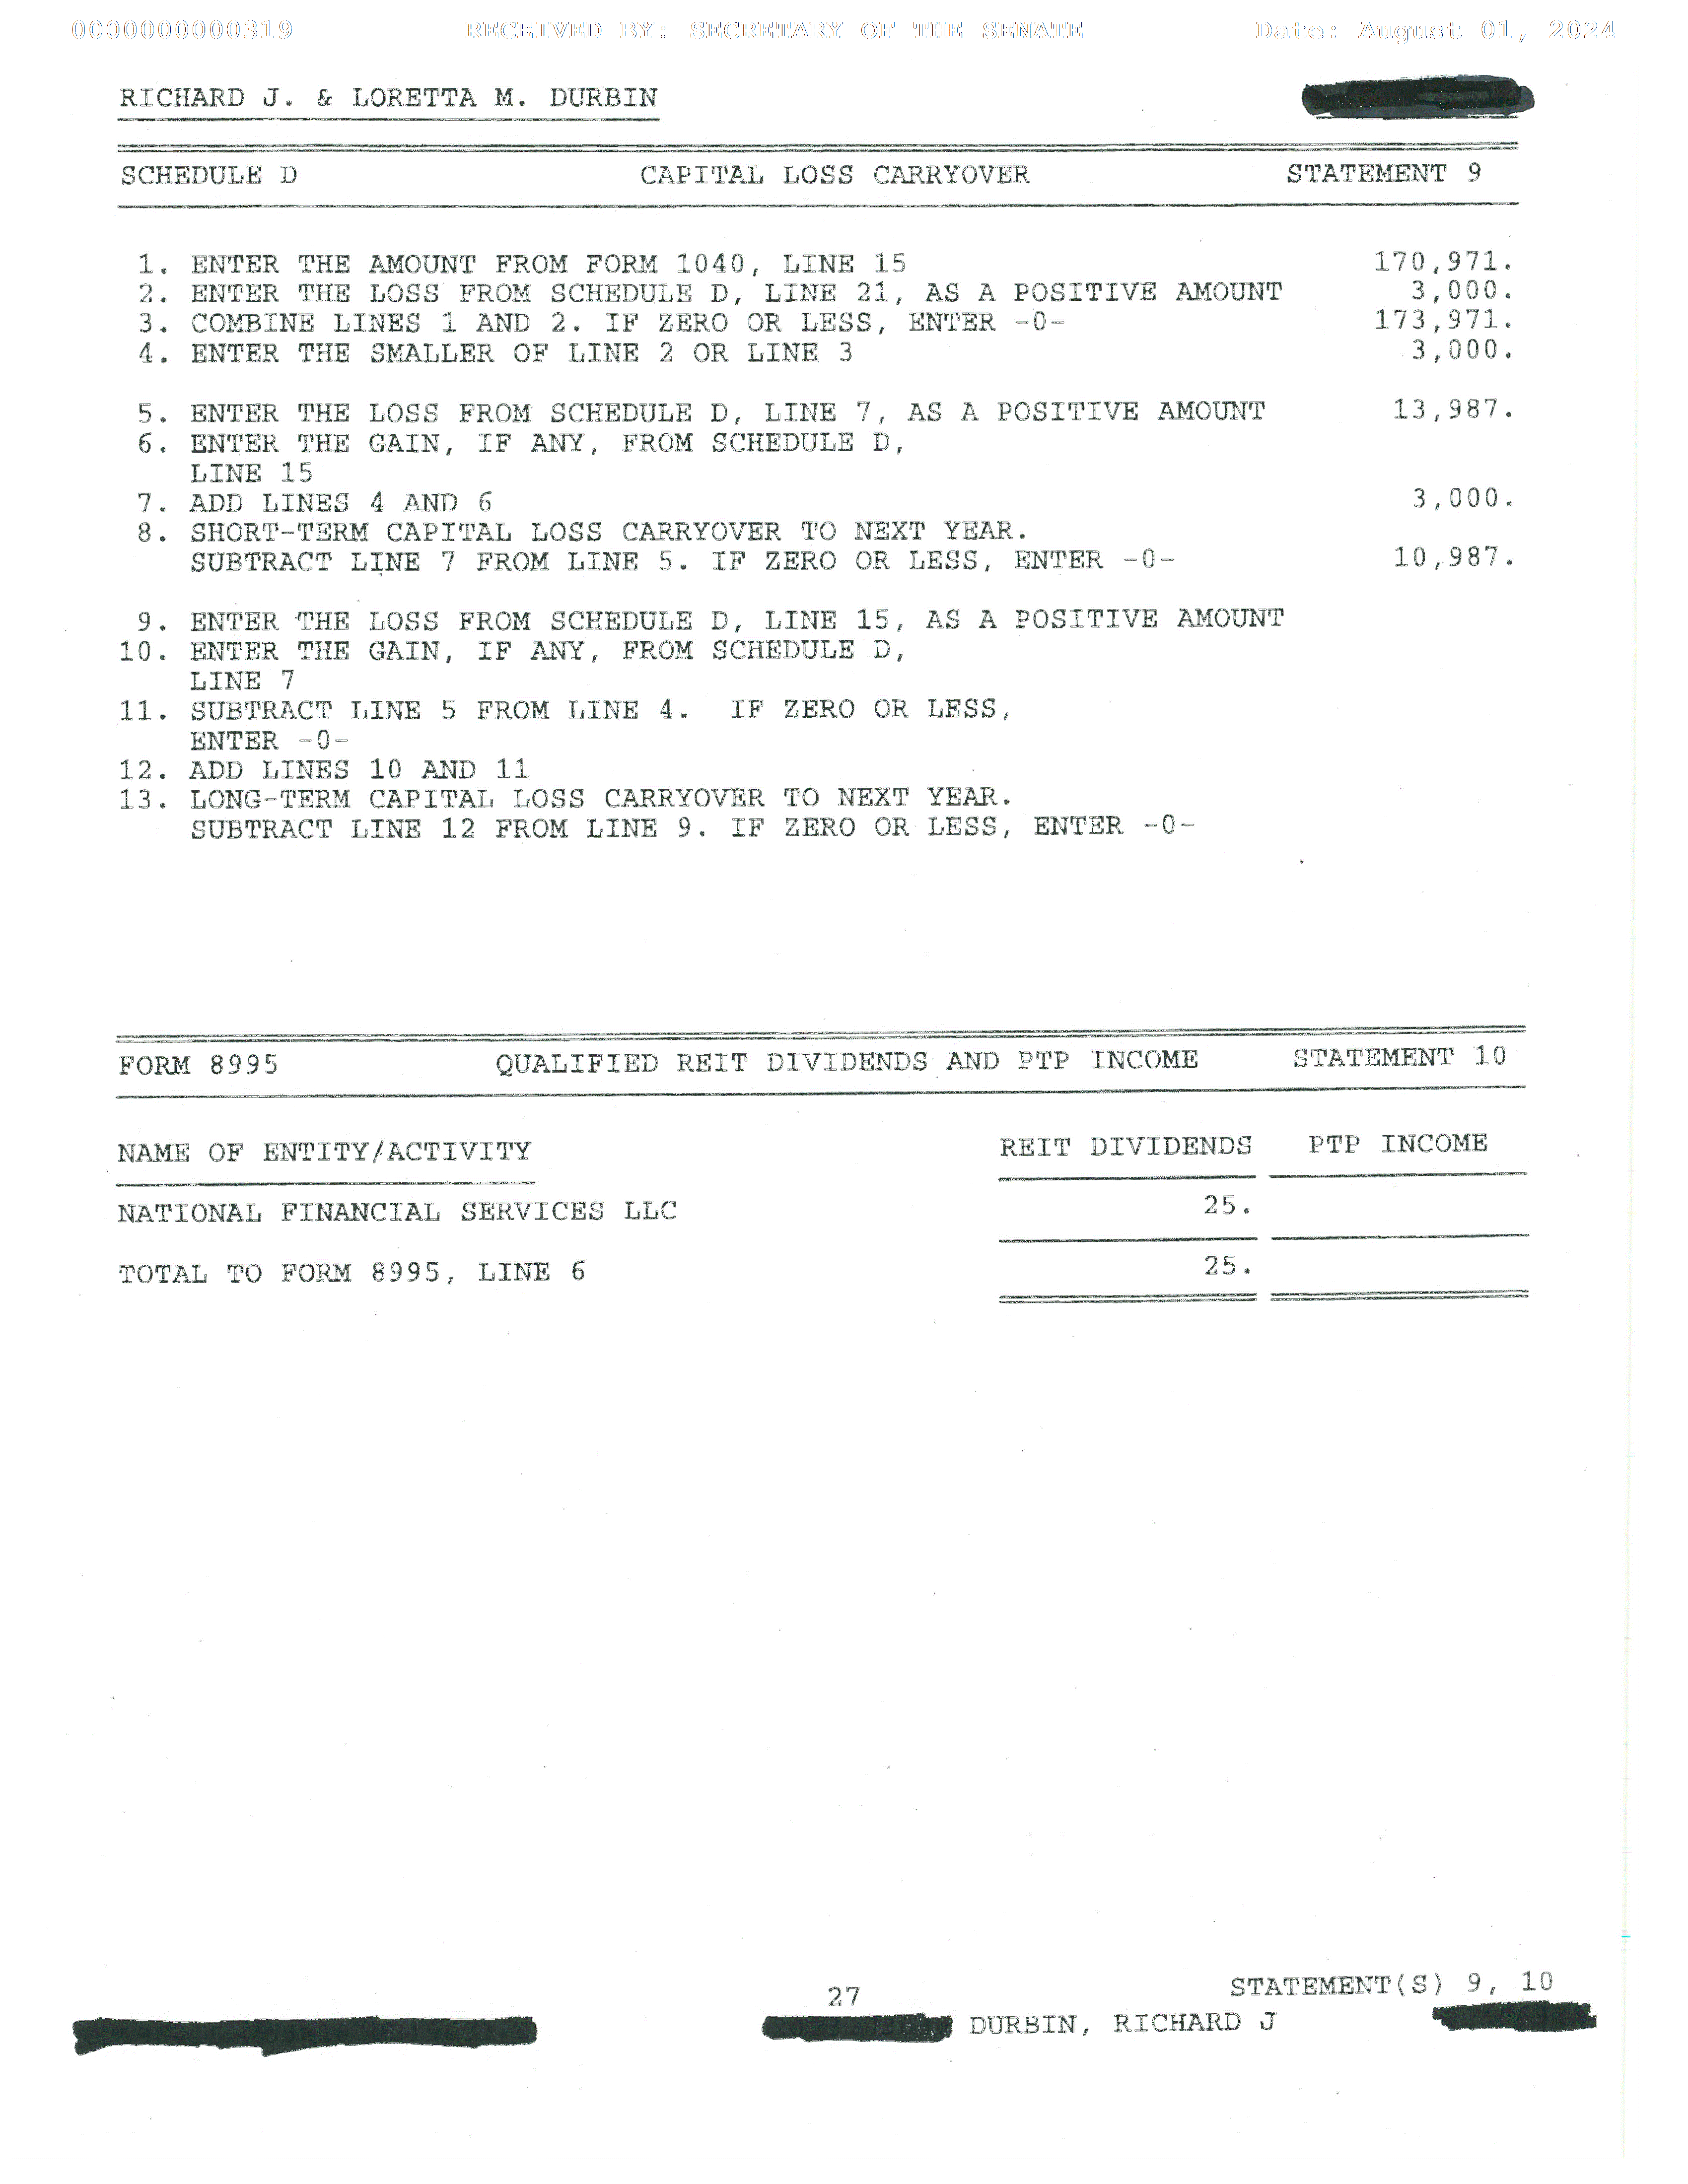 0000000000319 RECEIVED BY: SECRETARY OF THE SENATE Date: August 01, 2024
RICHARD J. & LORETTA M. DURBIN
SCHEDULE D CAPITAL LOSS CARRYOVER STATEMENT 9
1. ENTER THE AMOUNT FROM FORM 1040, LINE 15 170,971.
2. ENTER THE LOSS FROM SCHEDULE D, LINE 21, AS A POSITIVE AMOUNT 3,000.
3. COMBINE LINES 1 AND 2. IF ZERO OR LESS, ENTER -0- 173,971.
4. ENTER THE SMALLER OF LINE 2 OR LINE 3 3,000.
5. ENTER THE LOSS FROM SCHEDULE D, LINE 7, AS A POSITIVE AMOUNT 13,987.
6. ENTER THE GAIN, IF ANY, FROM SCHEDULE D,
LINE 15
7. ADD LINES 4 AND 6 3,000.
8. SHORT-TERM CAPITAL LOSS CARRYOVER TO NEXT YEAR.
SUBTRACT LINE 7 FROM LINE 5. IF ZERO OR LESS, ENTER -0- 10,987.
9. ENTER THE LOSS FROM SCHEDULE D, LINE 15, AS A POSITIVE AMOUNT
10. ENTER THE GAIN, IF ANY, FROM SCHEDULE D,
LINE 7
11. SUBTRACT LINE 5 FROM LINE 4. IF ZERO OR LESS,
ENTER -0-
12. ADD LINES 10 AND 11
13. LONG-TERM CAPITAL LOSS CARRYOVER TO NEXT YEAR.
SUBTRACT LINE 12 FROM LINE 9. IF ZERO OR LESS, ENTER -0-
FORM 8995 QUALIFIED REIT DIVIDENDS AND PTP INCOME STATEMENT 10
NAME OF ENTITY/ACTIVITY REIT DIVIDENDS PTP INCOME
NATIONAL FINANCIAL SERVICES LLC 25.
TOTAL TO FORM 8995, LINE 6 25.
27 STATEMENT(S) 9, 10
DURBIN, RICHARD J